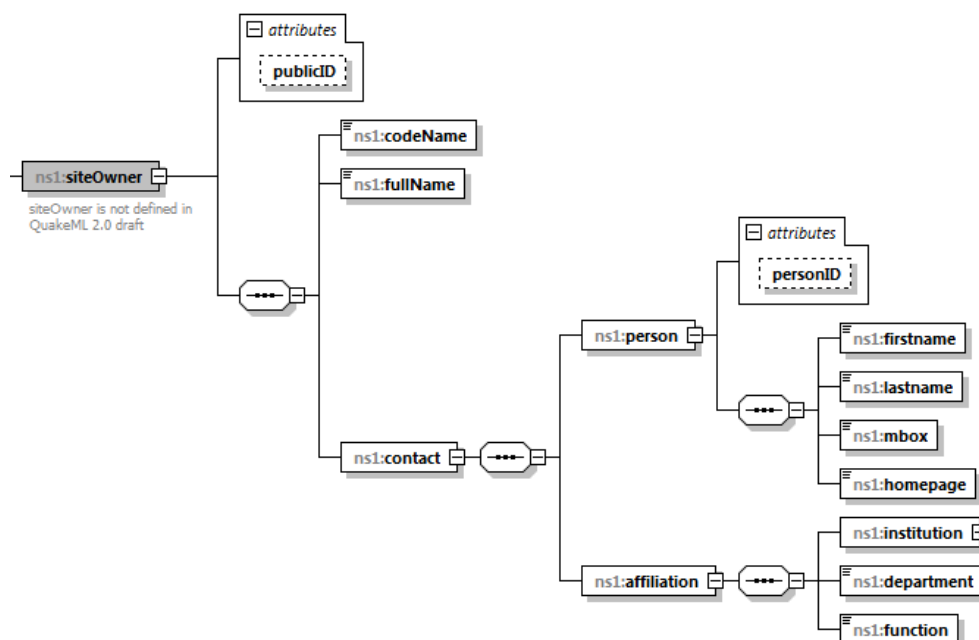 attributes
publicID
ns1:codeName
ns1:siteOwner
ns1:fullName
siteOwner is not defined in
QuakeML 2.0 draft
attributes
personID
ns1:person
ns1:firstname
ns1:lastname
ns1:mbox
ns1:contact
ns1:homepage
ns1:institution
ns1:affiliation
ns1:department
ns1:function